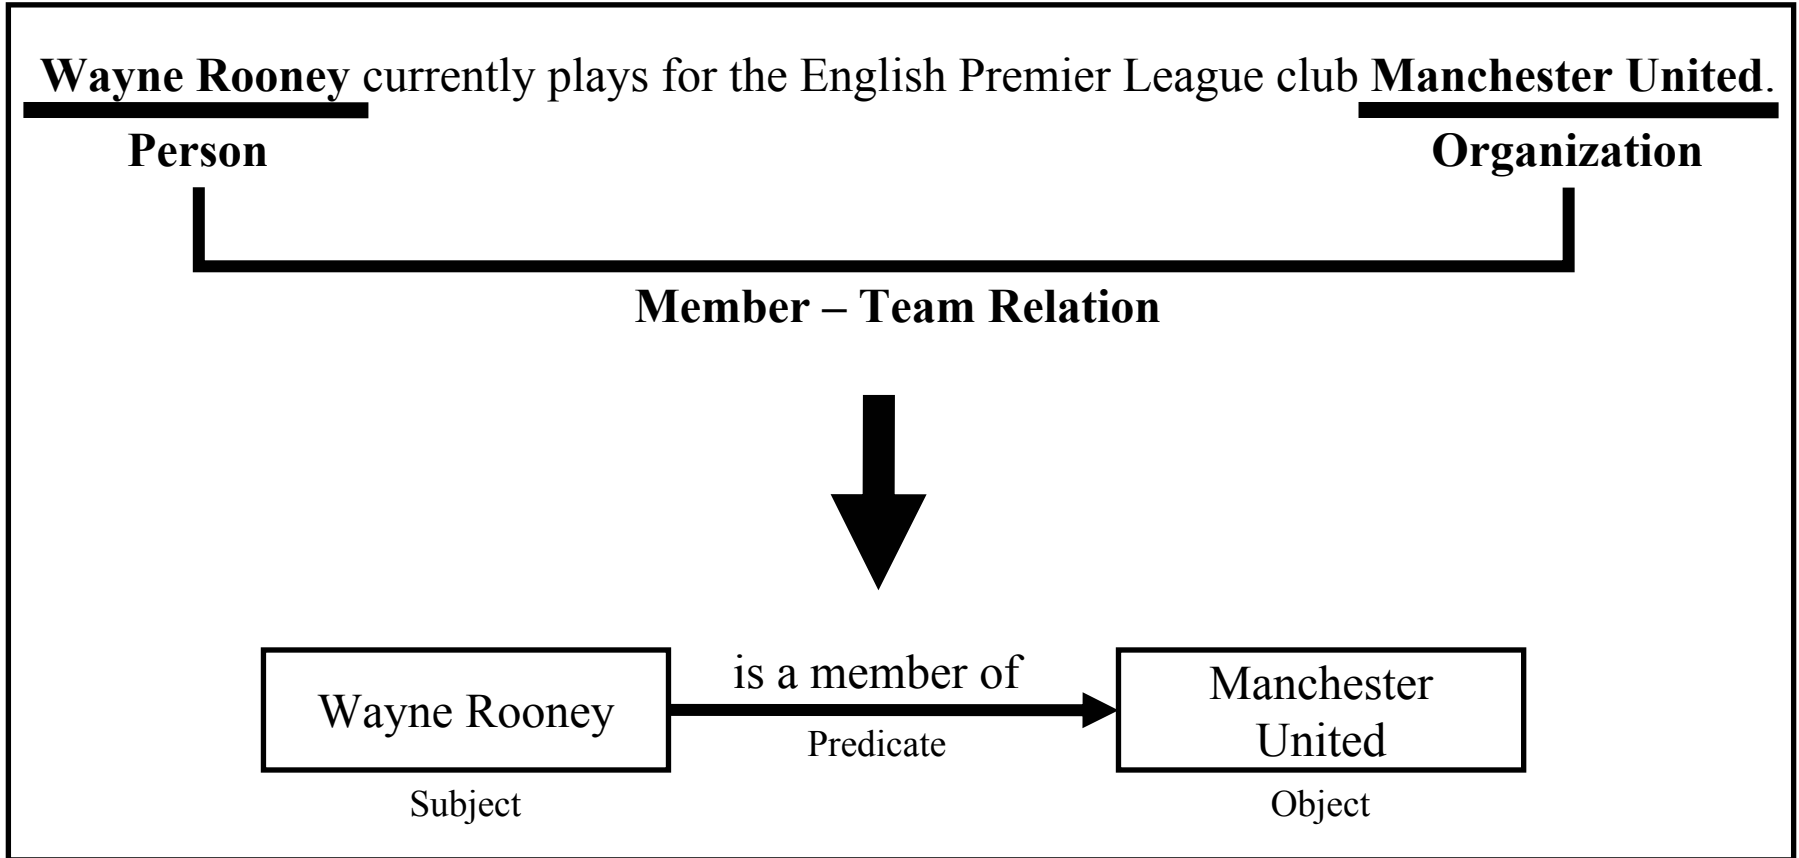 Wayne Rooney currently plays for the English Premier League club Manchester United.
Person
Organization
Member – Team Relation
is a member of
Wayne Rooney
Manchester
United
Predicate
Subject
Object